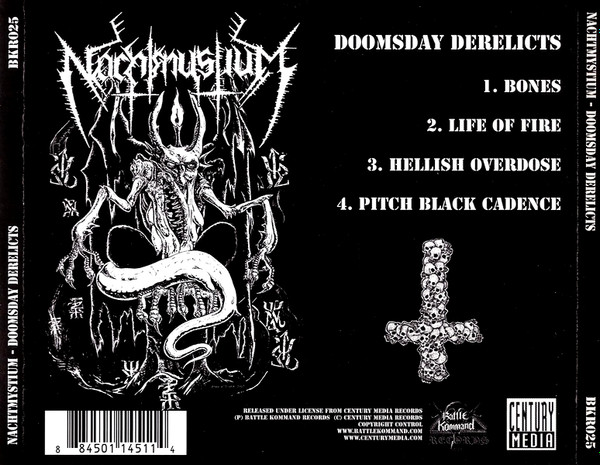 BKR025
NACHTMYSTIUM - DOOMSDAY DERELICTS
Nachtmystium
DOOMSDAY DERELICTS
1. BONES
2. LIFE OF FIRE
3. HELLISH OVERDOSE
4. PITCH BLACK CADENCE
8 84501 14511 4
RELEASED UNDER LICENSE FROM CENTURY MEDIA RECORDS
(P) BATTLE KOMMAND RECORDS (C) CENTURY MEDIA RECORDS
COPYRIGHT CONTROL
WWW.BATTLEKOMMAND.COM
WWW.CENTURYMEDIA.COM
Battle
Kommand
RECORDS
CENTURY
MEDIA
NACHTMYSTIUM - DOOMSDAY DERELICTS
BKR025